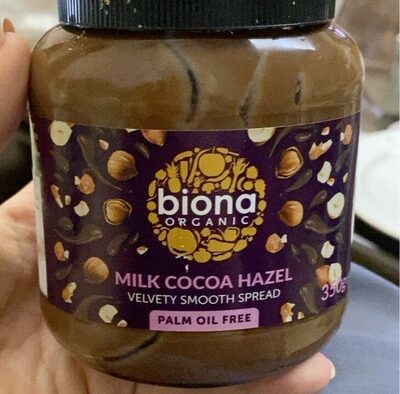 biona
ORGANIC
MILK COCOA HAZEL
VELVETY SMOOTH SPREAD
350g
PALM OIL FREE